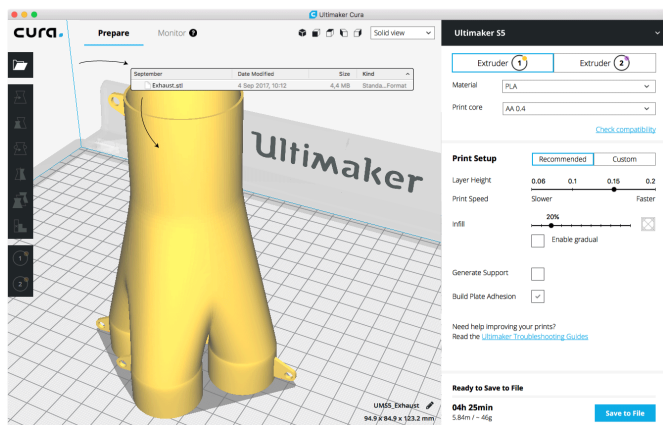 Ultimaker Cura
cura.
Prepare
Monitor ?
Solid view
Ultimaker S5
September
Date Modified
Size
Kind
Exhaust.stl
4 Sep 2017, 10:12
4,4 MB
Standa...Format
Ultimaker
1
2
UMS5_Exhaust
94.9 x 84.9 x 123.2 mm
Extruder 1
Extruder 2
Material
PLA
Print core
AA 0.4
Check compatibility
Print Setup
Recommended
Custom
Layer Height
0.06 0.1 0.15 0.2
Print Speed
Slower
Faster
Infill
20%
Enable gradual
Generate Support
Build Plate Adhesion
Need help improving your prints?
Read the Ultimaker Troubleshooting Guides
Ready to Save to File
04h 25min
5.84m / ~ 46g
Save to File